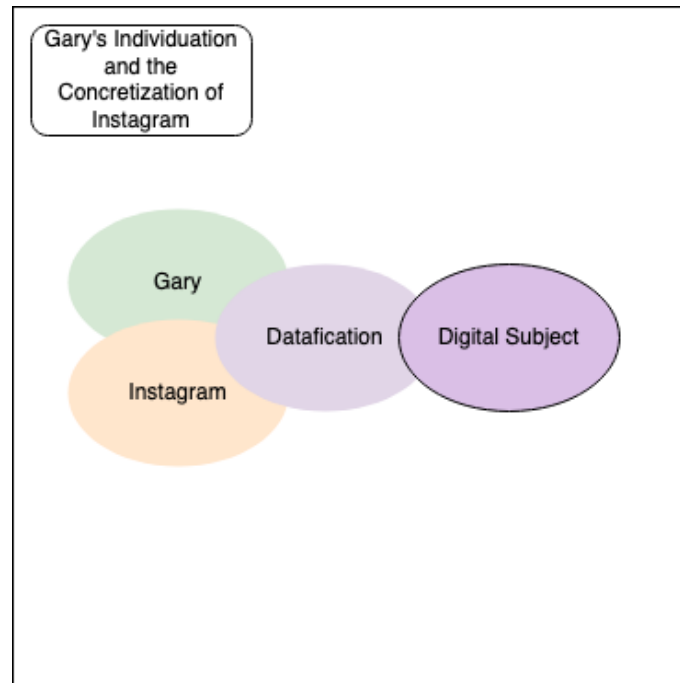 Gary's Individuation
and the
Concretization of
Instagram
Gary
Datafication
Digital Subject
Instagram